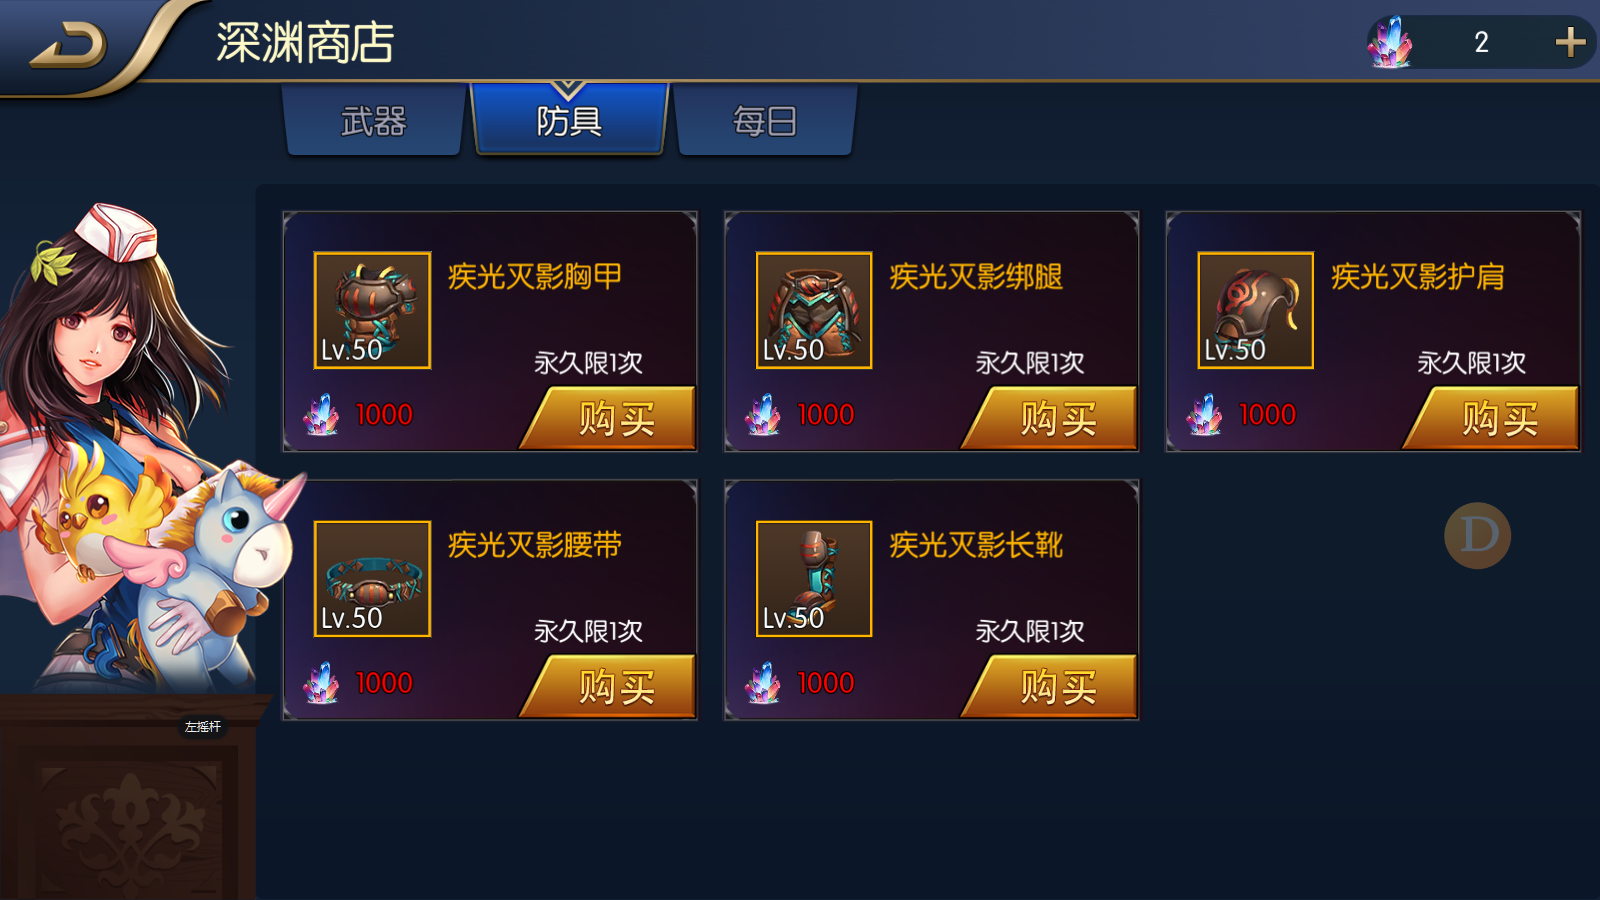 深渊商店
2
武器
防具
每日
疾光灭影胸甲
Lv.50
永久限1次
1000
购买
疾光灭影绑腿
Lv.50
永久限1次
1000
购买
疾光灭影护肩
Lv.50
永久限1次
1000
购买
疾光灭影腰带
Lv.50
永久限1次
1000
购买
疾光灭影长靴
Lv.50
永久限1次
1000
购买
D
左摇杆